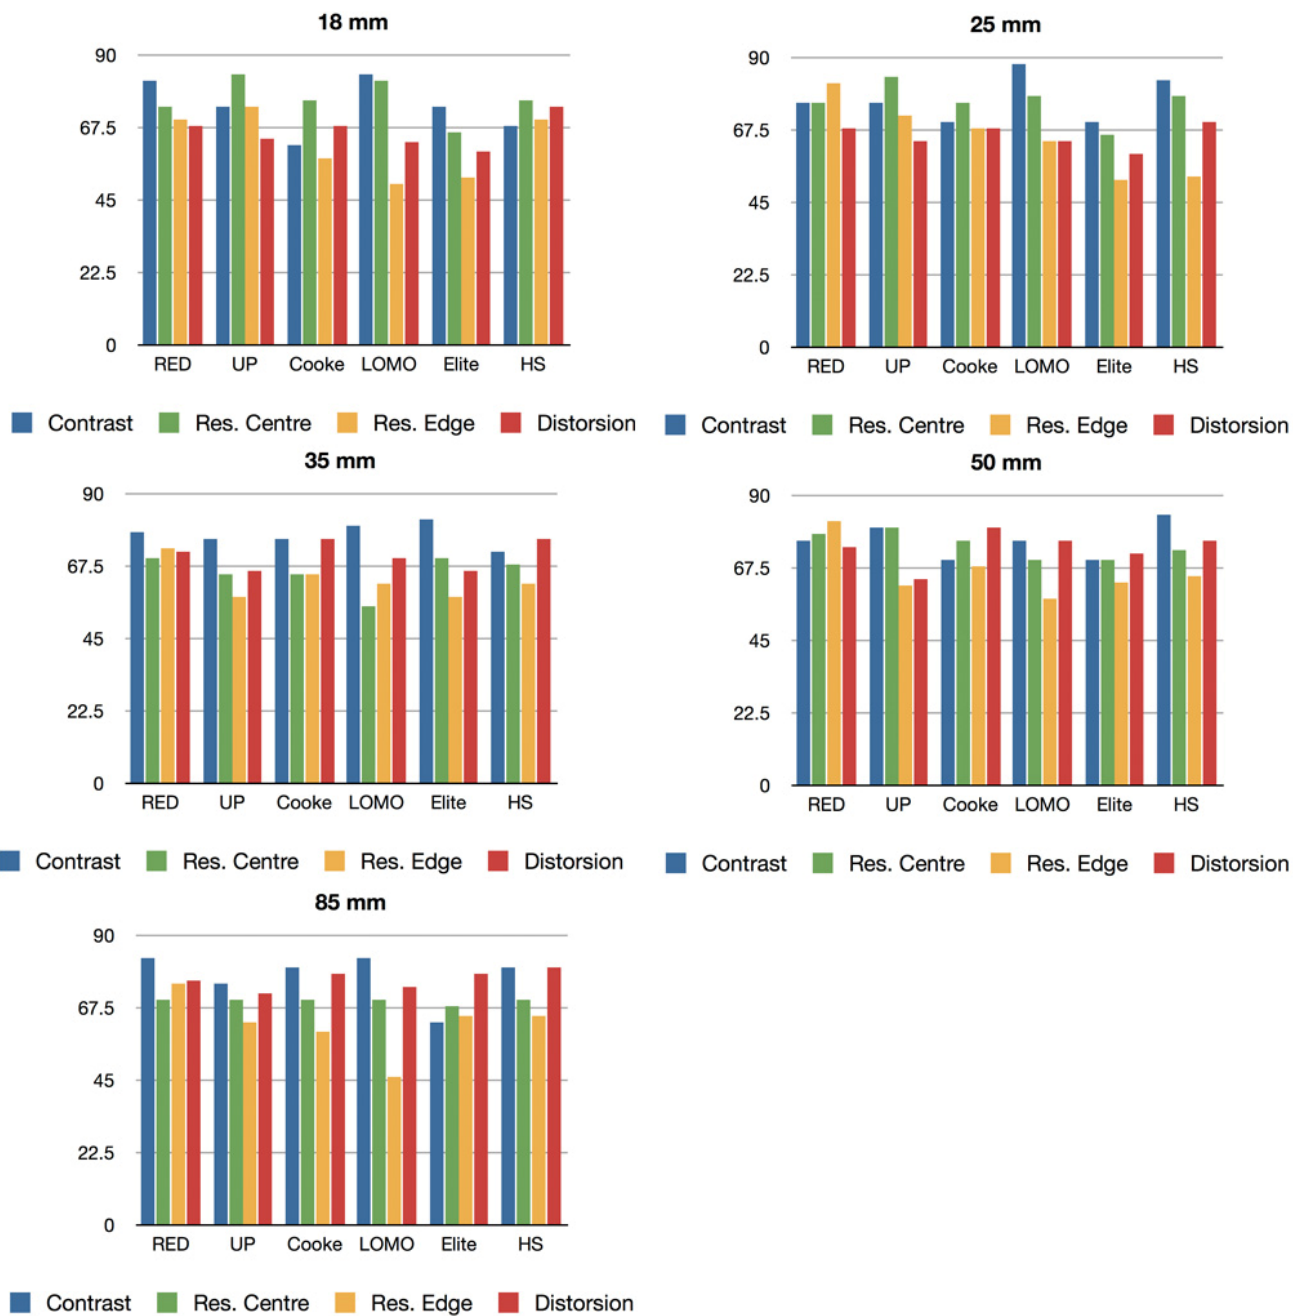 18 mm
90
67.5
45
22.5
0
RED UP Cooke LOMO Elite HS
Contrast Res. Centre Res. Edge Distorsion
25 mm
90
67.5
45
22.5
0
RED UP Cooke LOMO Elite HS
Contrast Res. Centre Res. Edge Distorsion
35 mm
90
67.5
45
22.5
0
RED UP Cooke LOMO Elite HS
Contrast Res. Centre Res. Edge Distorsion
50 mm
90
67.5
45
22.5
0
RED UP Cooke LOMO Elite HS
Contrast Res. Centre Res. Edge Distorsion
85 mm
90
67.5
45
22.5
0
RED UP Cooke LOMO Elite HS
Contrast Res. Centre Res. Edge Distorsion